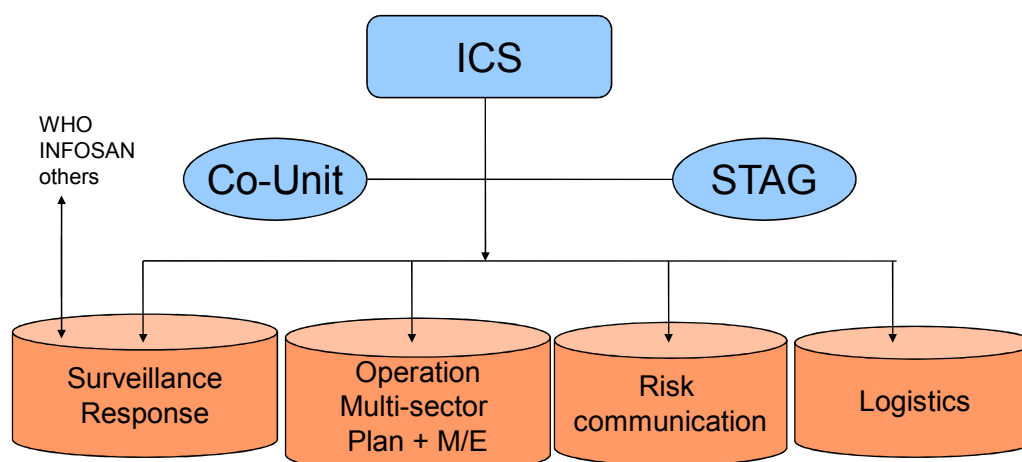 ICS
WHO
INFOSAN
others
Co-Unit
STAG
Surveillance
Response
Operation
Multi-sector
Plan + M/E
Risk
communication
Logistics